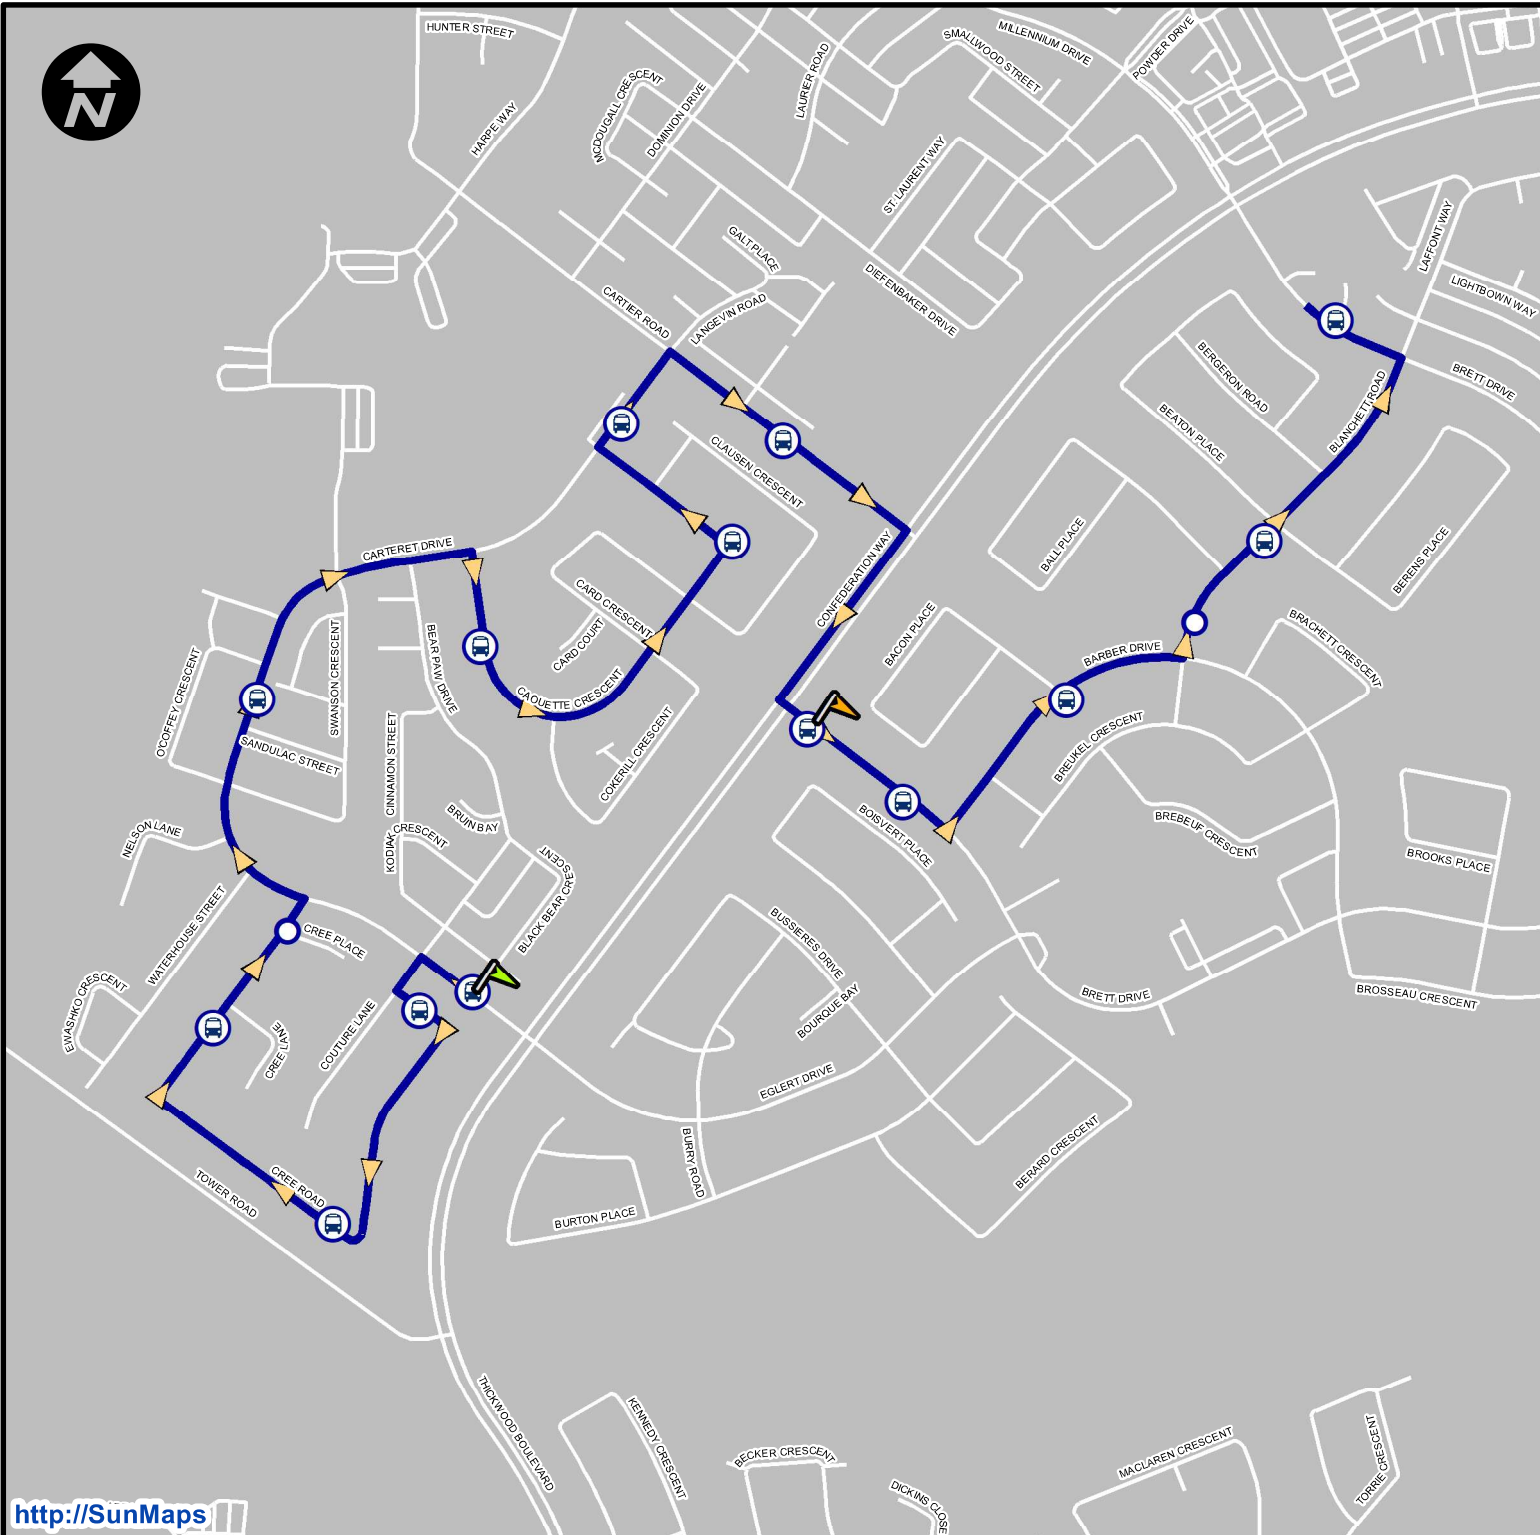 HUNTER STREET
MILLENNIUM DRIVE
SMALLWOOD STREET
POWDER DRIVE
LAURIER ROAD
MCDOUGALL CRESCENT
DOMINION DRIVE
HARPE WAY
N
ST. LAURENT WAY
GALT PLACE
LAFFONT WAY
DIEFENBAKER DRIVE
LIGHTBOWN WAY
CARTIER ROAD
LANGEVIN ROAD
BERGERON ROAD
BRETT DRIVE
BLANCHETT ROAD
BEATON PLACE
CLAUSEN CRESCENT
BALL PLACE
BERENS PLACE
CARTERET DRIVE
CONFEDERATION WAY
CARD CRESCENT
CARD COURT
BACON PLACE
BRACHETT CRESCENT
BARBER DRIVE
BEAR PAW DRIVE
SWANSON CRESCENT
O'COFFEY CRESCENT
CAOUETTE CRESCENT
COKERILL CRESCENT
BREUKEL CRESCENT
SANDULAC STREET
CINNAMON STREET
BRUIN BAY
BOISVERT PLACE
BREBEUF CRESCENT
NELSON LANE
KODIAK CRESCENT
BROOKS PLACE
BLACK BEAR CRESCENT
CRESCENT
WATERHOUSE STREET
CREE PLACE
BUSSIERES DRIVE
EWASHKO CRESCENT
BRETT DRIVE
BROSSEAU CRESCENT
BOURQUE BAY
COUTURE LANE
CREE LANE
EGLERT DRIVE
BURRY ROAD
BERARD CRESCENT
CREE ROAD
TOWER ROAD
BURTON PLACE
THICKWOOD BOULEVARD
KENNEDY CRESCENT
BECKER CRESCENT
MACLAREN CRESCENT
TORRIE CRESCENT
DICKINS CLOSE
http://SunMaps